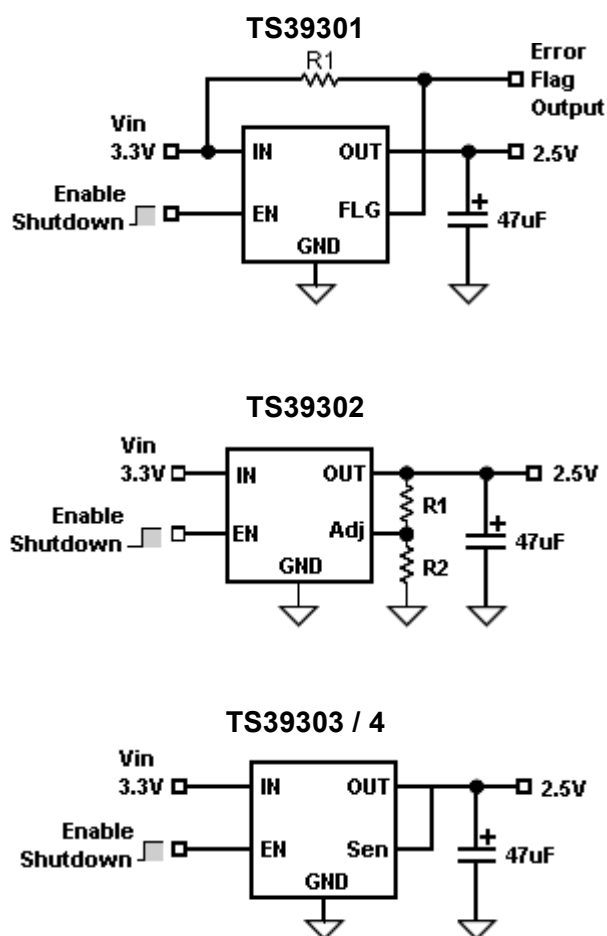 TS39301
R1
Error
Flag
Output
Vin
3.3V
IN
OUT
2.5V
Enable
Shutdown
EN
FLG
GND
+
47uF
TS39302
Vin
3.3V
IN
OUT
2.5V
R1
Enable
Shutdown
EN
Adj
R2
GND
+
47uF
TS39303 / 4
Vin
3.3V
IN
OUT
2.5V
Enable
Shutdown
EN
Sen
GND
+
47uF